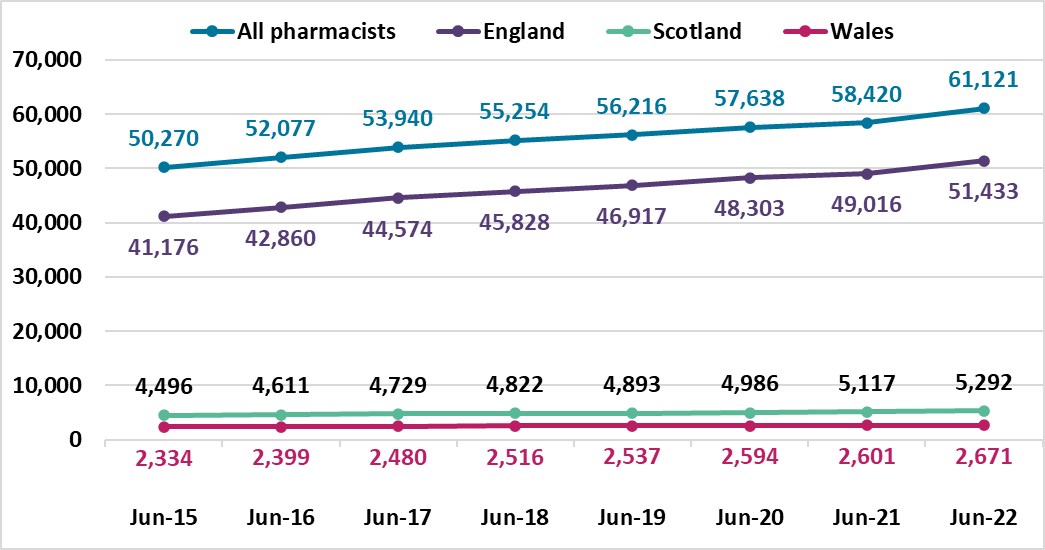 All pharmacists England Scotland Wales
70,000
60,000
50,000
40,000
30,000
20,000
10,000
0
50,270 52,077 53,940 55,254 56,216 57,638 58,420 61,121
41,176 42,860 44,574 45,828 46,917 48,303 49,016 51,433
4,496 4,611 4,729 4,822 4,893 4,986 5,117 5,292
2,334 2,399 2,480 2,516 2,537 2,594 2,601 2,671
Jun-15 Jun-16 Jun-17 Jun-18 Jun-19 Jun-20 Jun-21 Jun-22